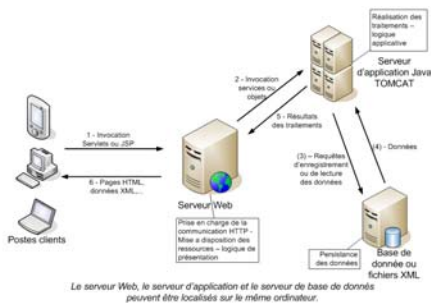 Réalisation des
traitements –
logique
applicative
Serveur
d'application Java
TOMCAT
2 - Invocation
services ou
objets
5 - Résultats
des traitements
1 - Invocation
Servlets ou JSP
6 - Pages HTML,
données XML,...
(3) – Requêtes
d'enregistrement
ou de lecture
des données
(4) - Données
Serveur Web
Postes clients
Prise en charge de la
communication HTTP -
Mise a disposition des
ressources – logique de
présentation
Persistance
des données
Base de
donnée ou
fichiers XML
Le serveur Web, le serveur d'application et le serveur de base de donnés
peuvent être localisés sur le même ordinateur.